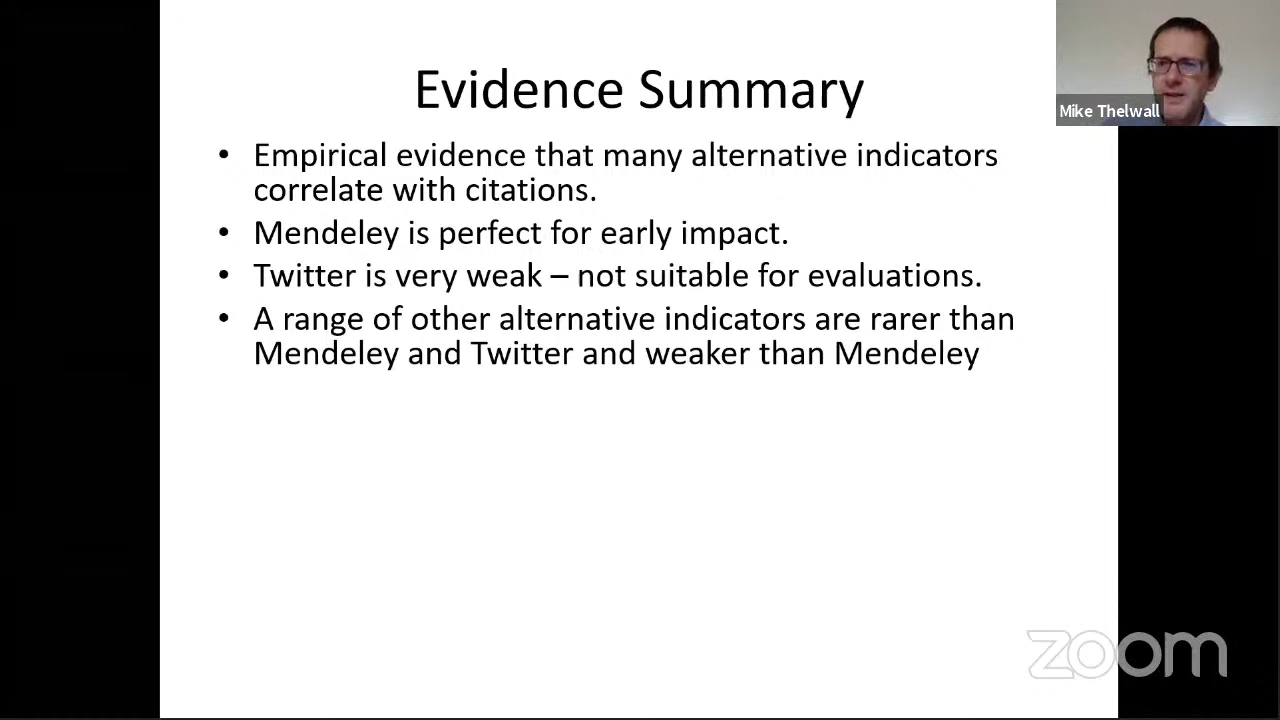 Evidence Summary
Mike Thelwall
• Empirical evidence that many alternative indicators
correlate with citations.
• Mendeley is perfect for early impact.
• Twitter is very weak – not suitable for evaluations.
• A range of other alternative indicators are rarer than
Mendeley and Twitter and weaker than Mendeley
zoom